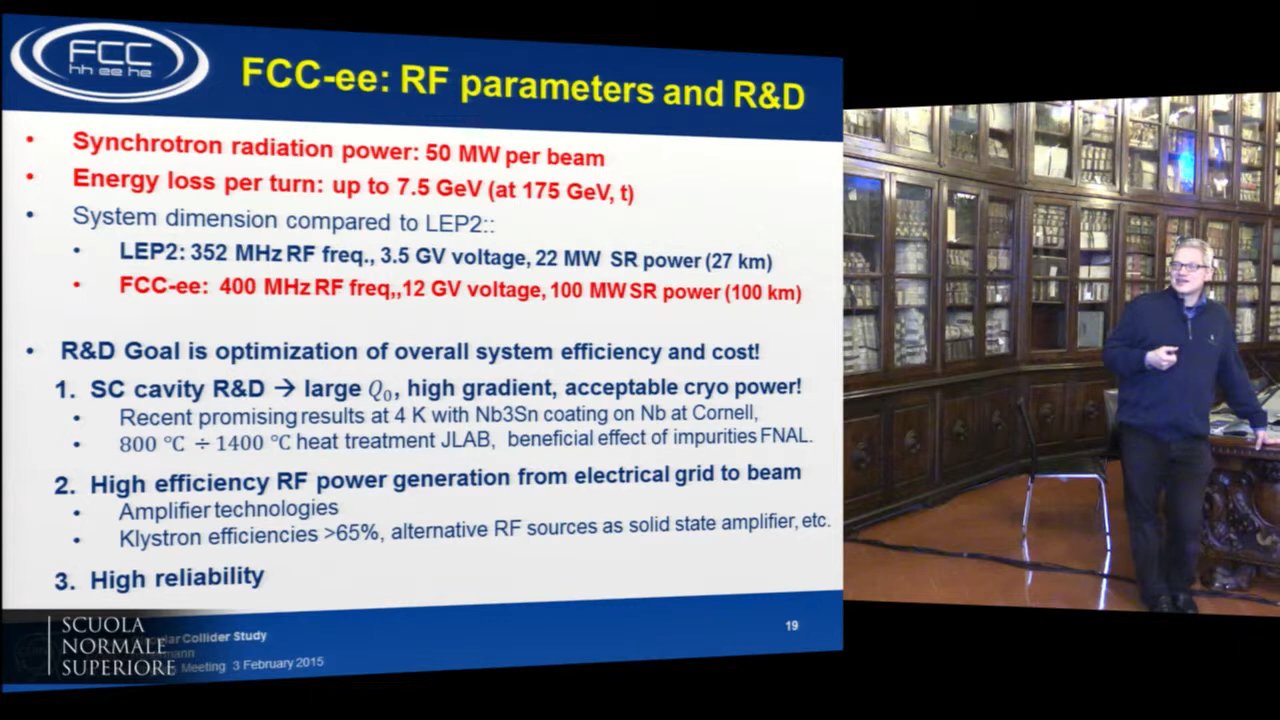 FCC
hh ee he
FCC-ee: RF parameters and R&D
• Synchrotron radiation power: 50 MW per beam
• Energy loss per turn: up to 7.5 GeV (at 175 GeV, t)
• System dimension compared to LEP2::
• LEP2: 352 MHz RF freq., 3.5 GV voltage, 22 MW SR power (27 km)
• FCC-ee: 400 MHz RF freq,,12 GV voltage, 100 MW SR power (100 km)
• R&D Goal is optimization of overall system efficiency and cost!
1. SC cavity R&D → large Q₀, high gradient, acceptable cryo power!
• Recent promising results at 4 K with Nb3Sn coating on Nb at Cornell,
• 800 ℃ ÷ 1400 ℃ heat treatment JLAB, beneficial effect of impurities FNAL.
2. High efficiency RF power generation from electrical grid to beam
• Amplifier technologies
• Klystron efficiencies >65%, alternative RF sources as solid state amplifier, etc.
3. High reliability
Collider Study
Meeting 3 February 2015
19
SCUOLA
NORMALE
SUPERIORE